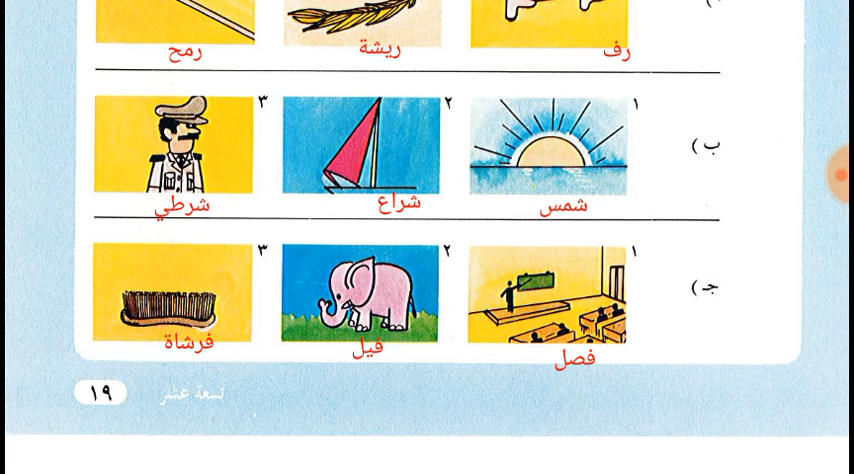 رف ريشة رمح
ب)
١ ٢ ٣
شمس شراع شرطي
جـ)
١ ٢ ٣
فصل فيل فرشاة
تسعة عشر ١٩